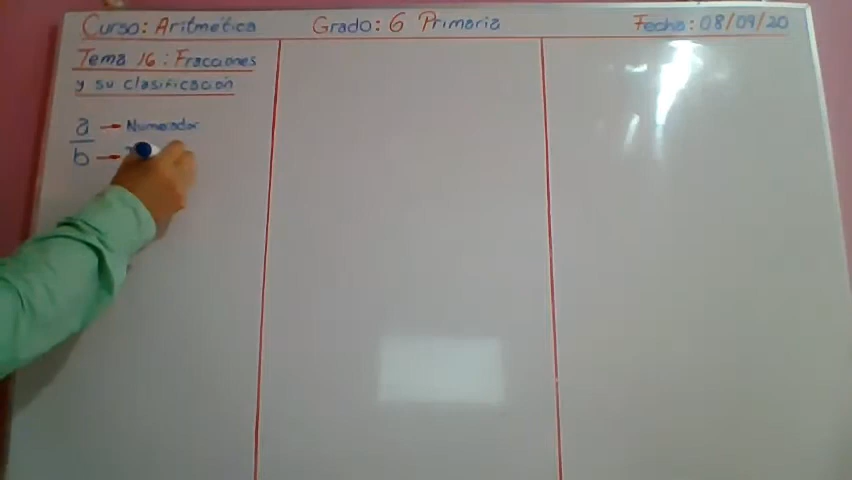 Curso: Aritmética Grado: 6 Primaria Fecha: 08/09/20
Tema 16: Fracciones
y su clasificación
a → Numerador
b →